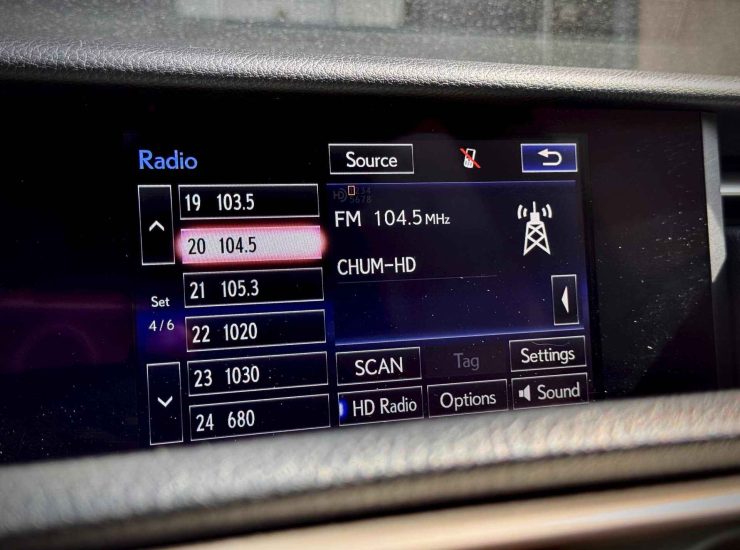 Radio
Source
19 103.5
20 104.5
21 105.3
22 1020
23 1030
24 680
Set
4/6
FM 104.5 MHz
CHUM-HD
SCAN
Tag
Settings
HD Radio
Options
Sound